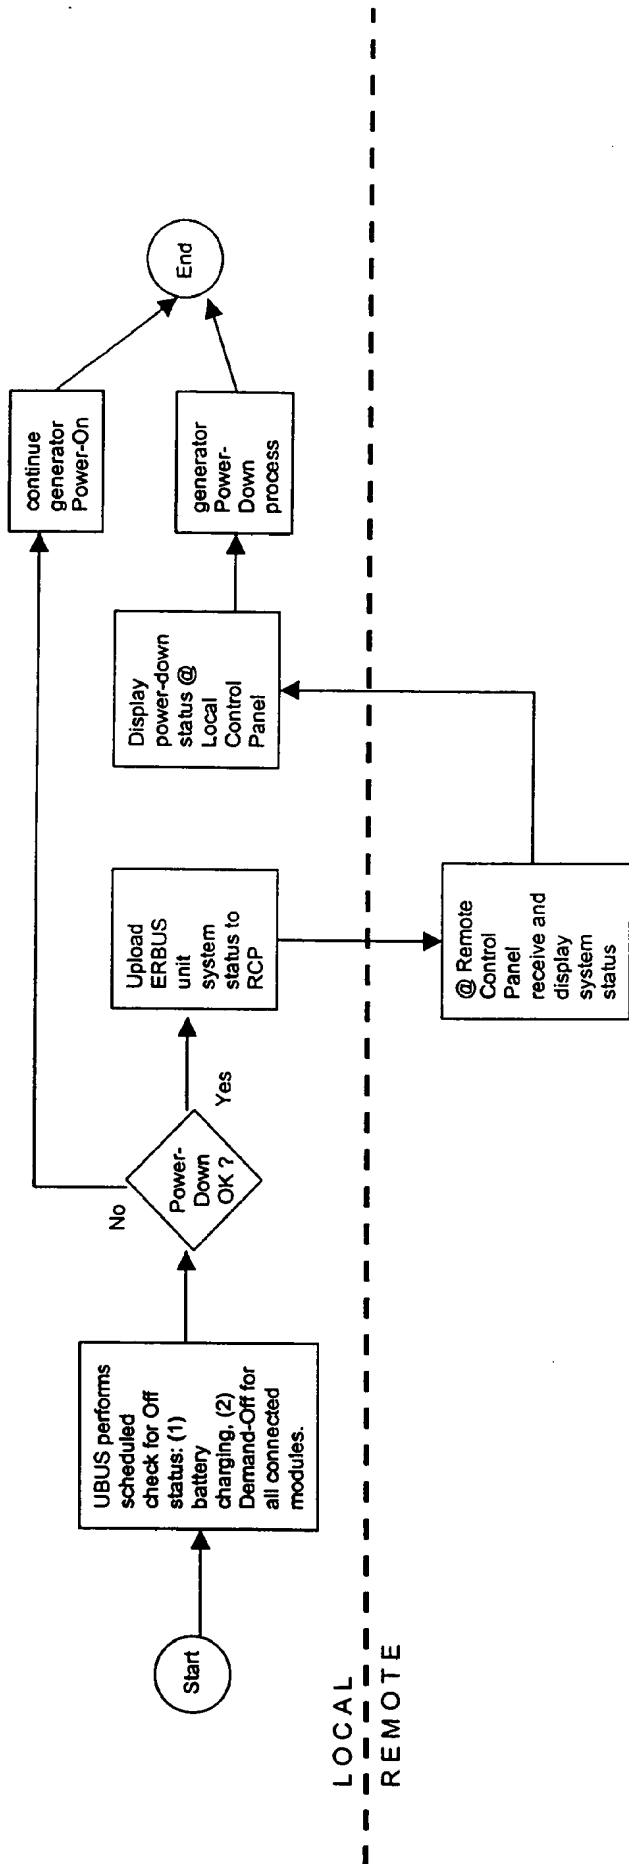 Start
UBUS performs
scheduled
check for Off
status: (1)
battery
charging, (2)
Demand-Off for
all connected
modules.
Power-
Down
OK ?
No
Yes
continue
generator
Power-On
Upload
ERBUS
unit
system
status to
RCP
@ Remote
Control
Panel
receive and
display
system
status
Display
power-down
status @
Local
Control
Panel
generator
Power-
Down
process
End
LOCAL
REMOTE